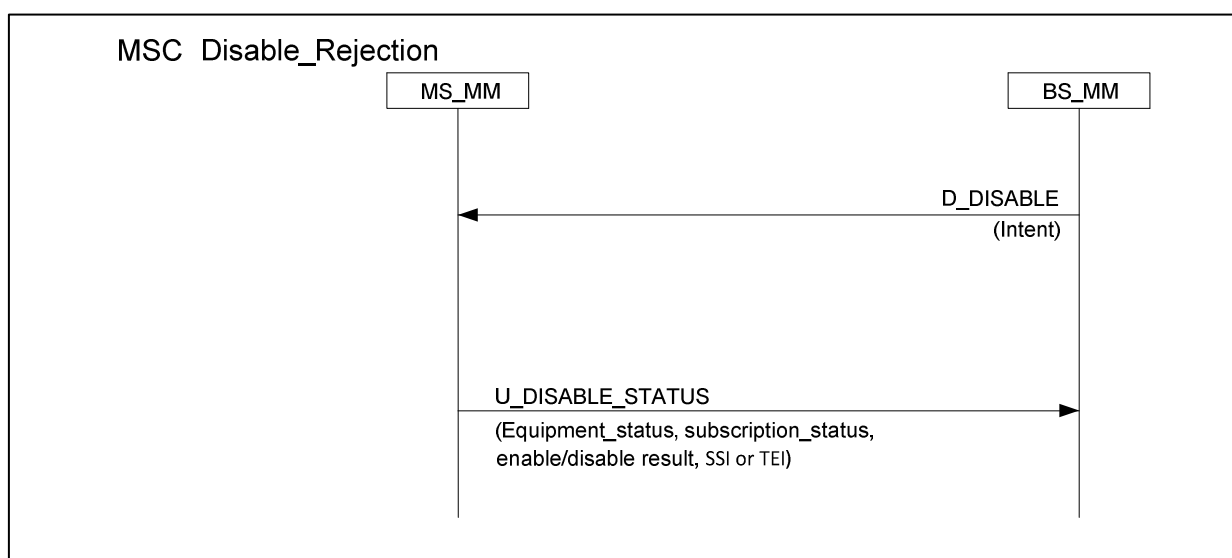 MSC Disable_Rejection
MS_MM
BS_MM
D_DISABLE
(Intent)
U_DISABLE_STATUS
(Equipment_status, subscription_status,
enable/disable result, SSI or TEI)